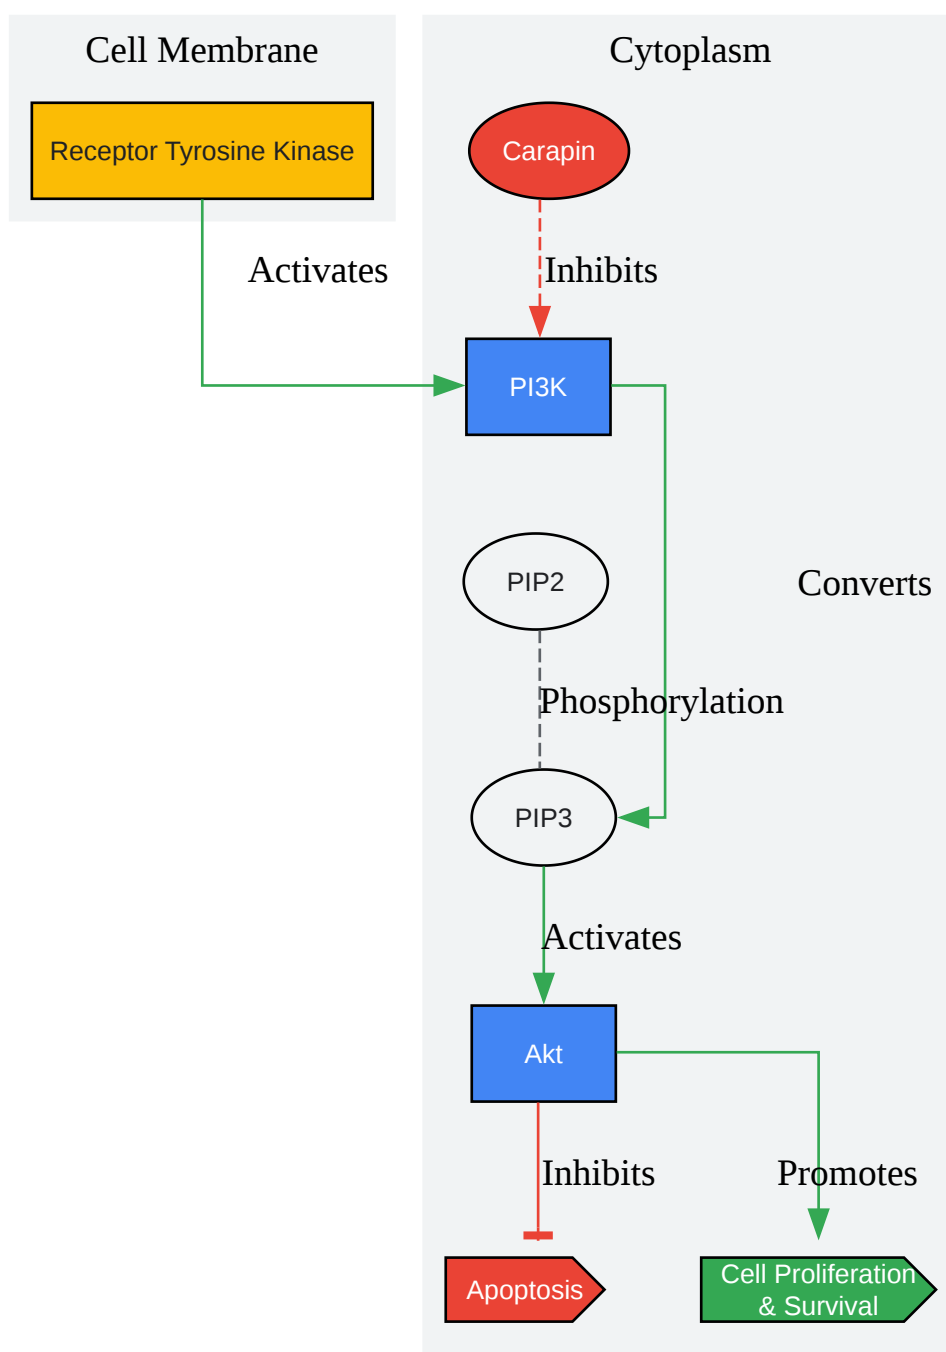 Cell Membrane
Cytoplasm
Receptor Tyrosine Kinase
Carapin
Activates
Inhibits
PI3K
PIP2
Converts
Phosphorylation
PIP3
Activates
Akt
Inhibits
Promotes
Apoptosis
Cell Proliferation
& Survival